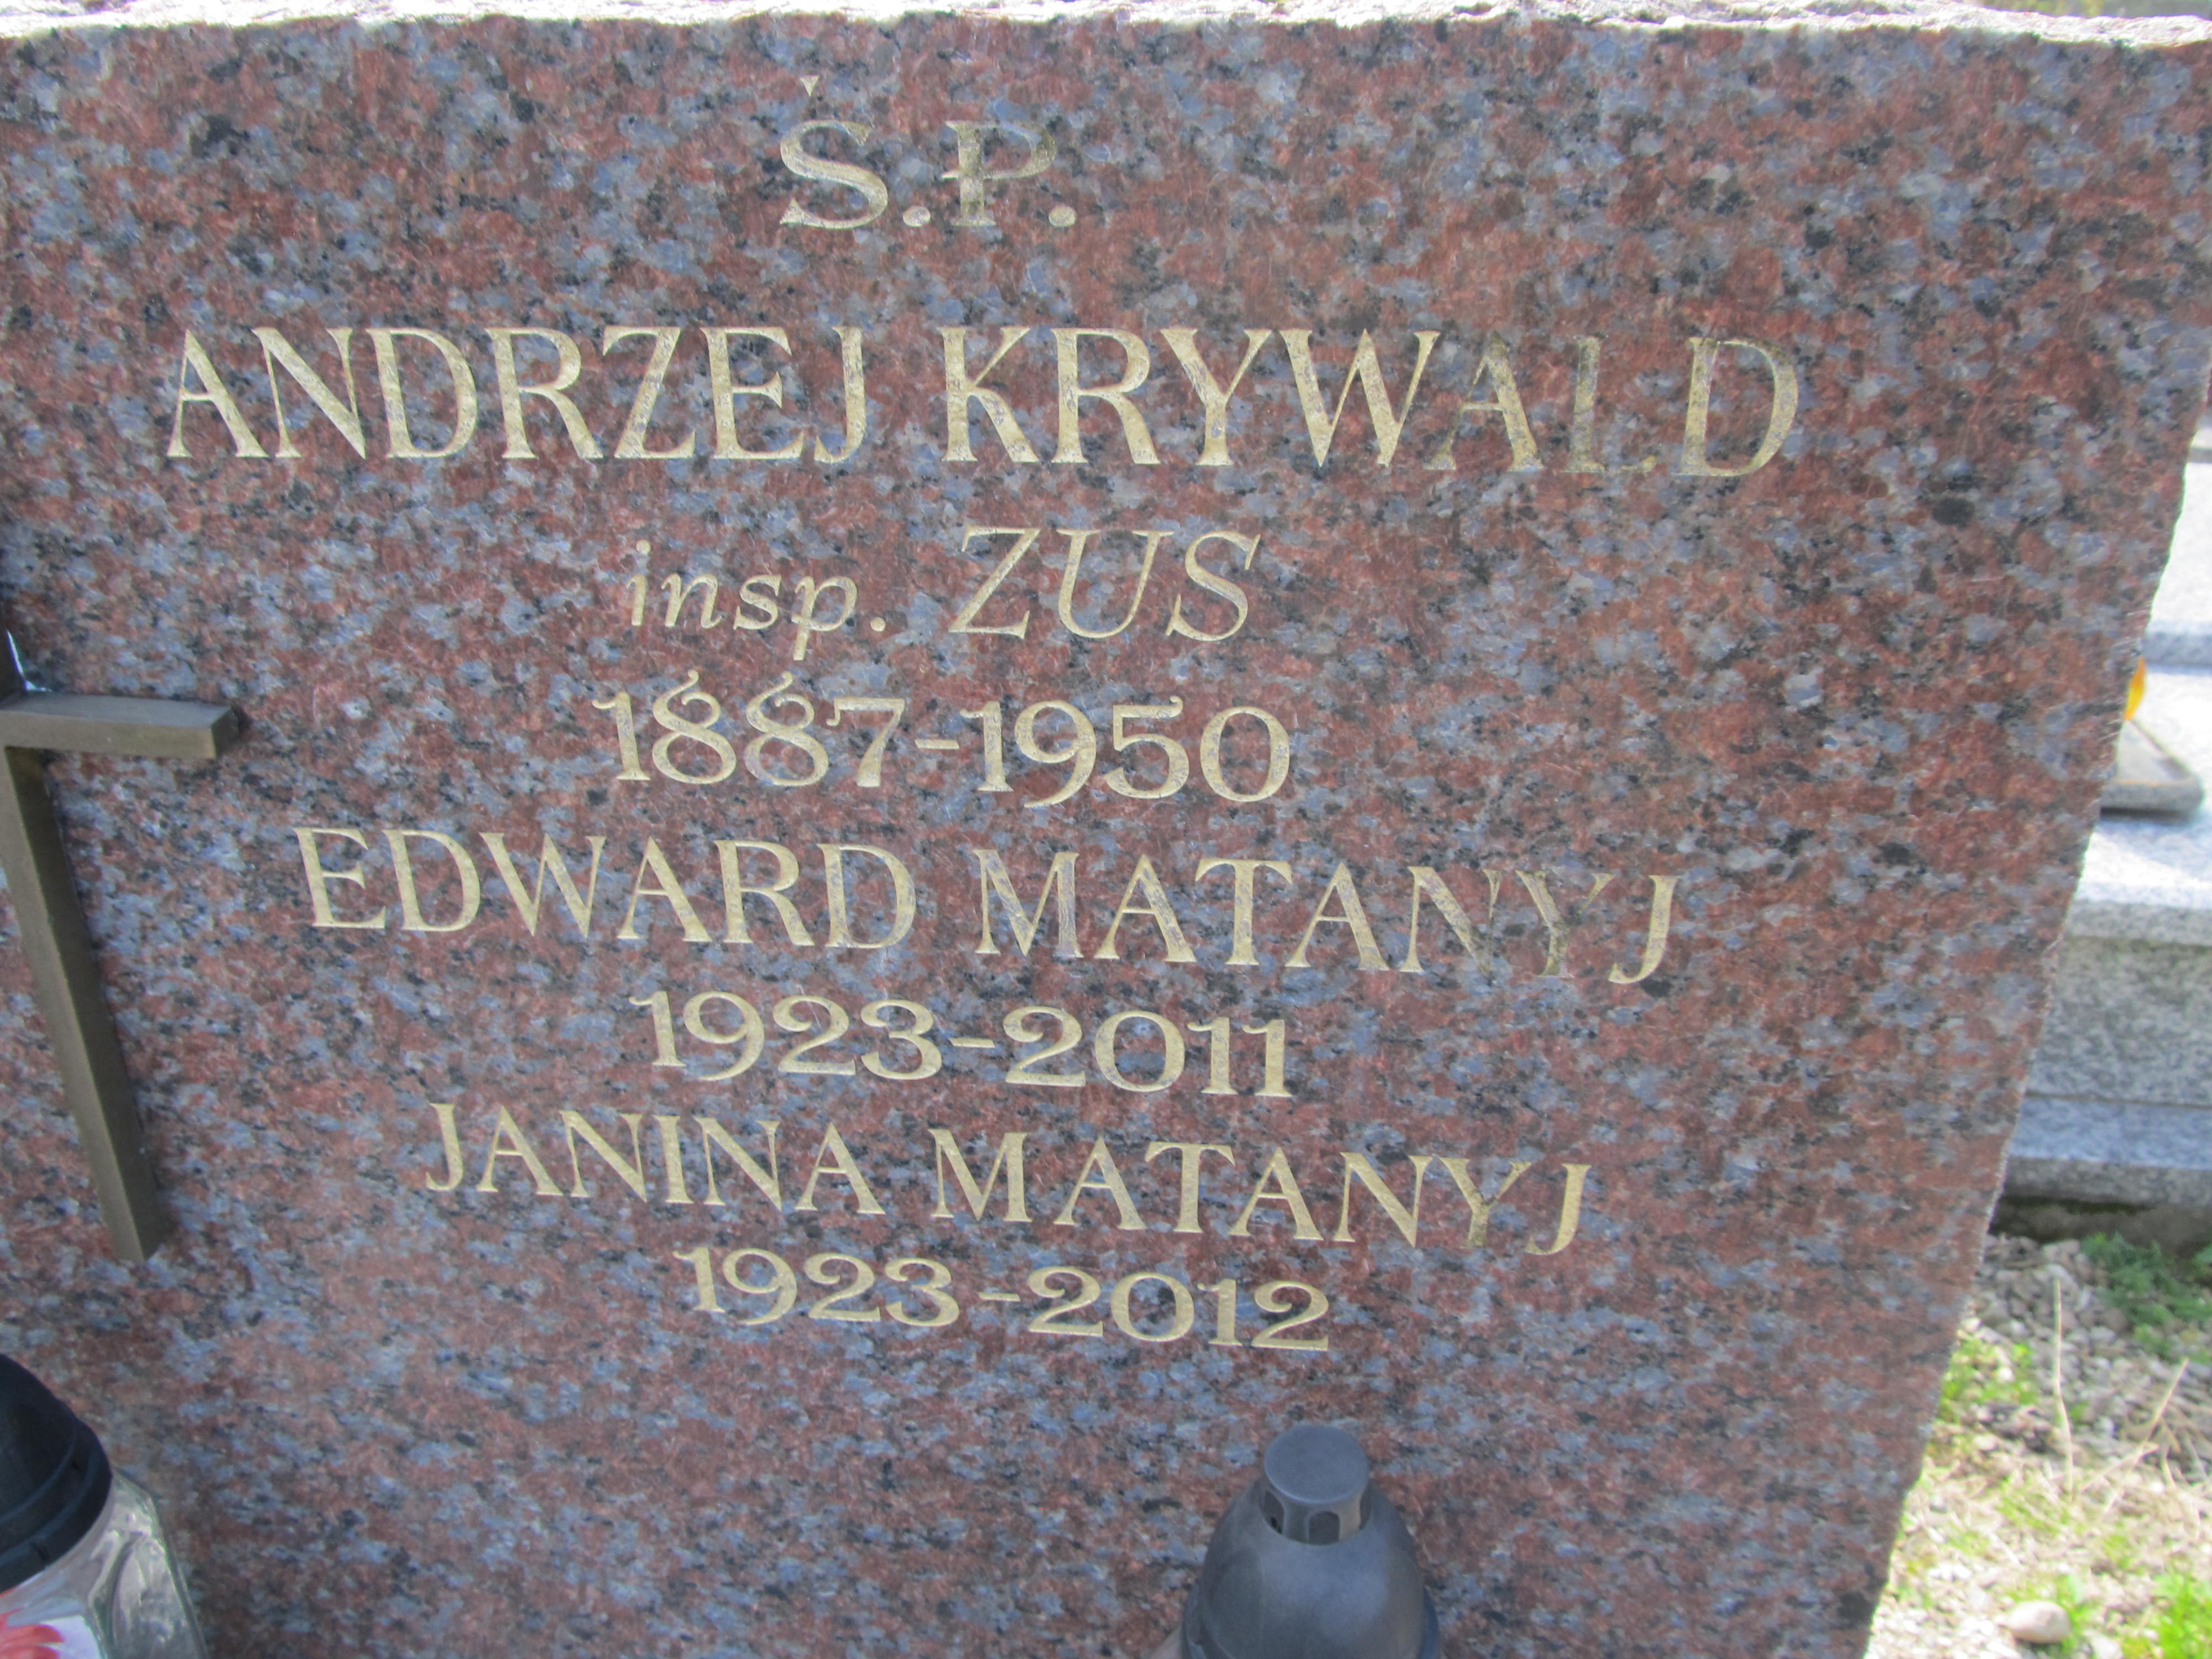 Ś.P.
ANDRZEJ KRYWALD
insp. ZUS
1887-1950
EDWARD MATANYJ
1923-2011
JANINA MATANYJ
1923-2012